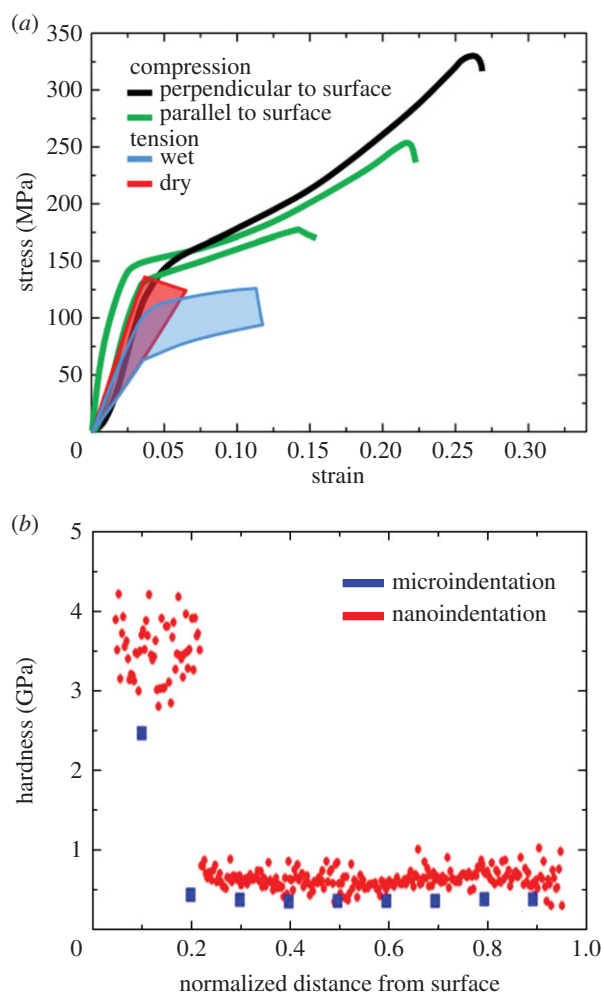 (a)
350
300
250
200
150
100
50
0
stress (MPa)
compression
perpendicular to surface
parallel to surface
tension
wet
dry
0.05 0.10 0.15 0.20 0.25 0.30
strain
(b)
5
4
3
2
1
0
hardness (GPa)
microindentation
nanoindentation
0.2 0.4 0.6 0.8 1.0
normalized distance from surface